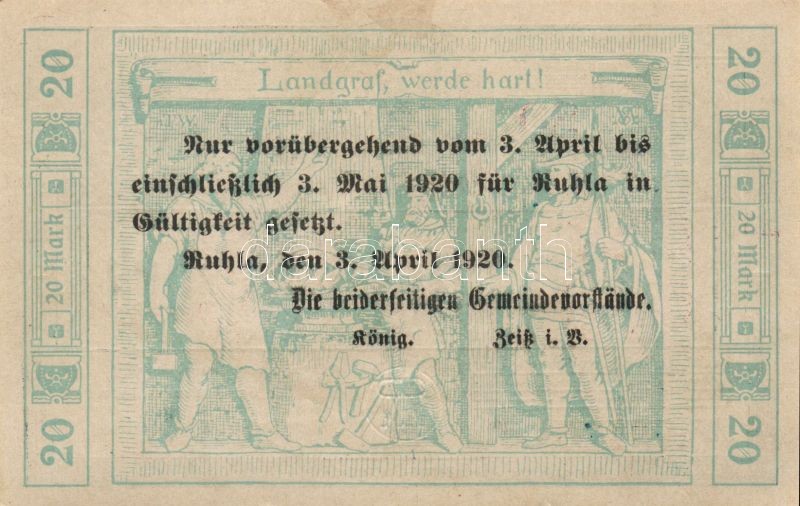 20
20 Mark
20
Landgraf, werde hart!
Nur vorübergehend vom 3. April bis
einschließlich 3. Mai 1920 für Ruhla in
Gültigkeit gesetzt.
Ruhla, den 3. April 1920.
Die beiderseitigen Gemeindevorstände.
König. Zeiß i. V.
darabanth
20
20 Mark
20